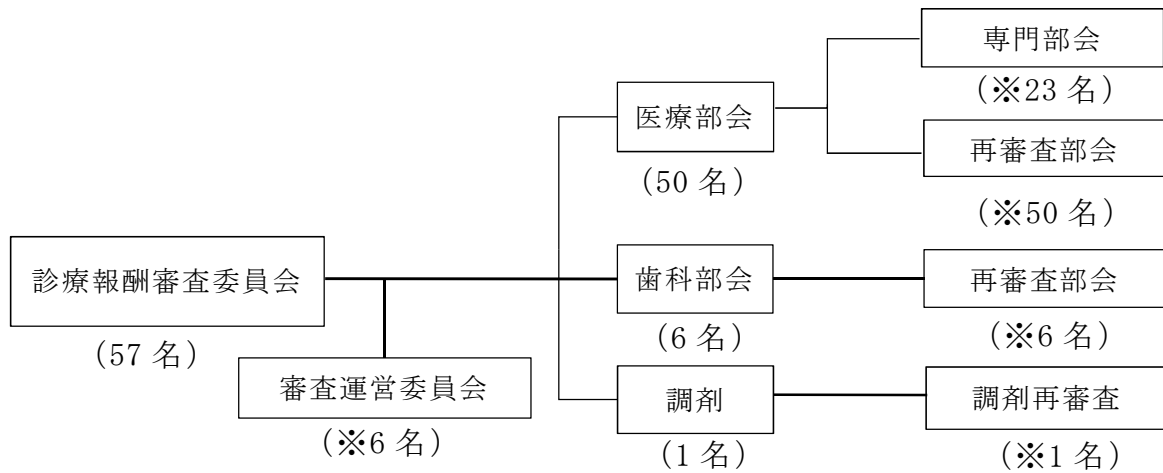 専門部会
(※23 名)
医療部会
(50 名)
再審査部会
(※50 名)
診療報酬審査委員会
(57 名)
歯科部会
(6 名)
再審査部会
(※6 名)
審査運営委員会
(※6 名)
調剤
(1 名)
調剤再審査
(※1 名)